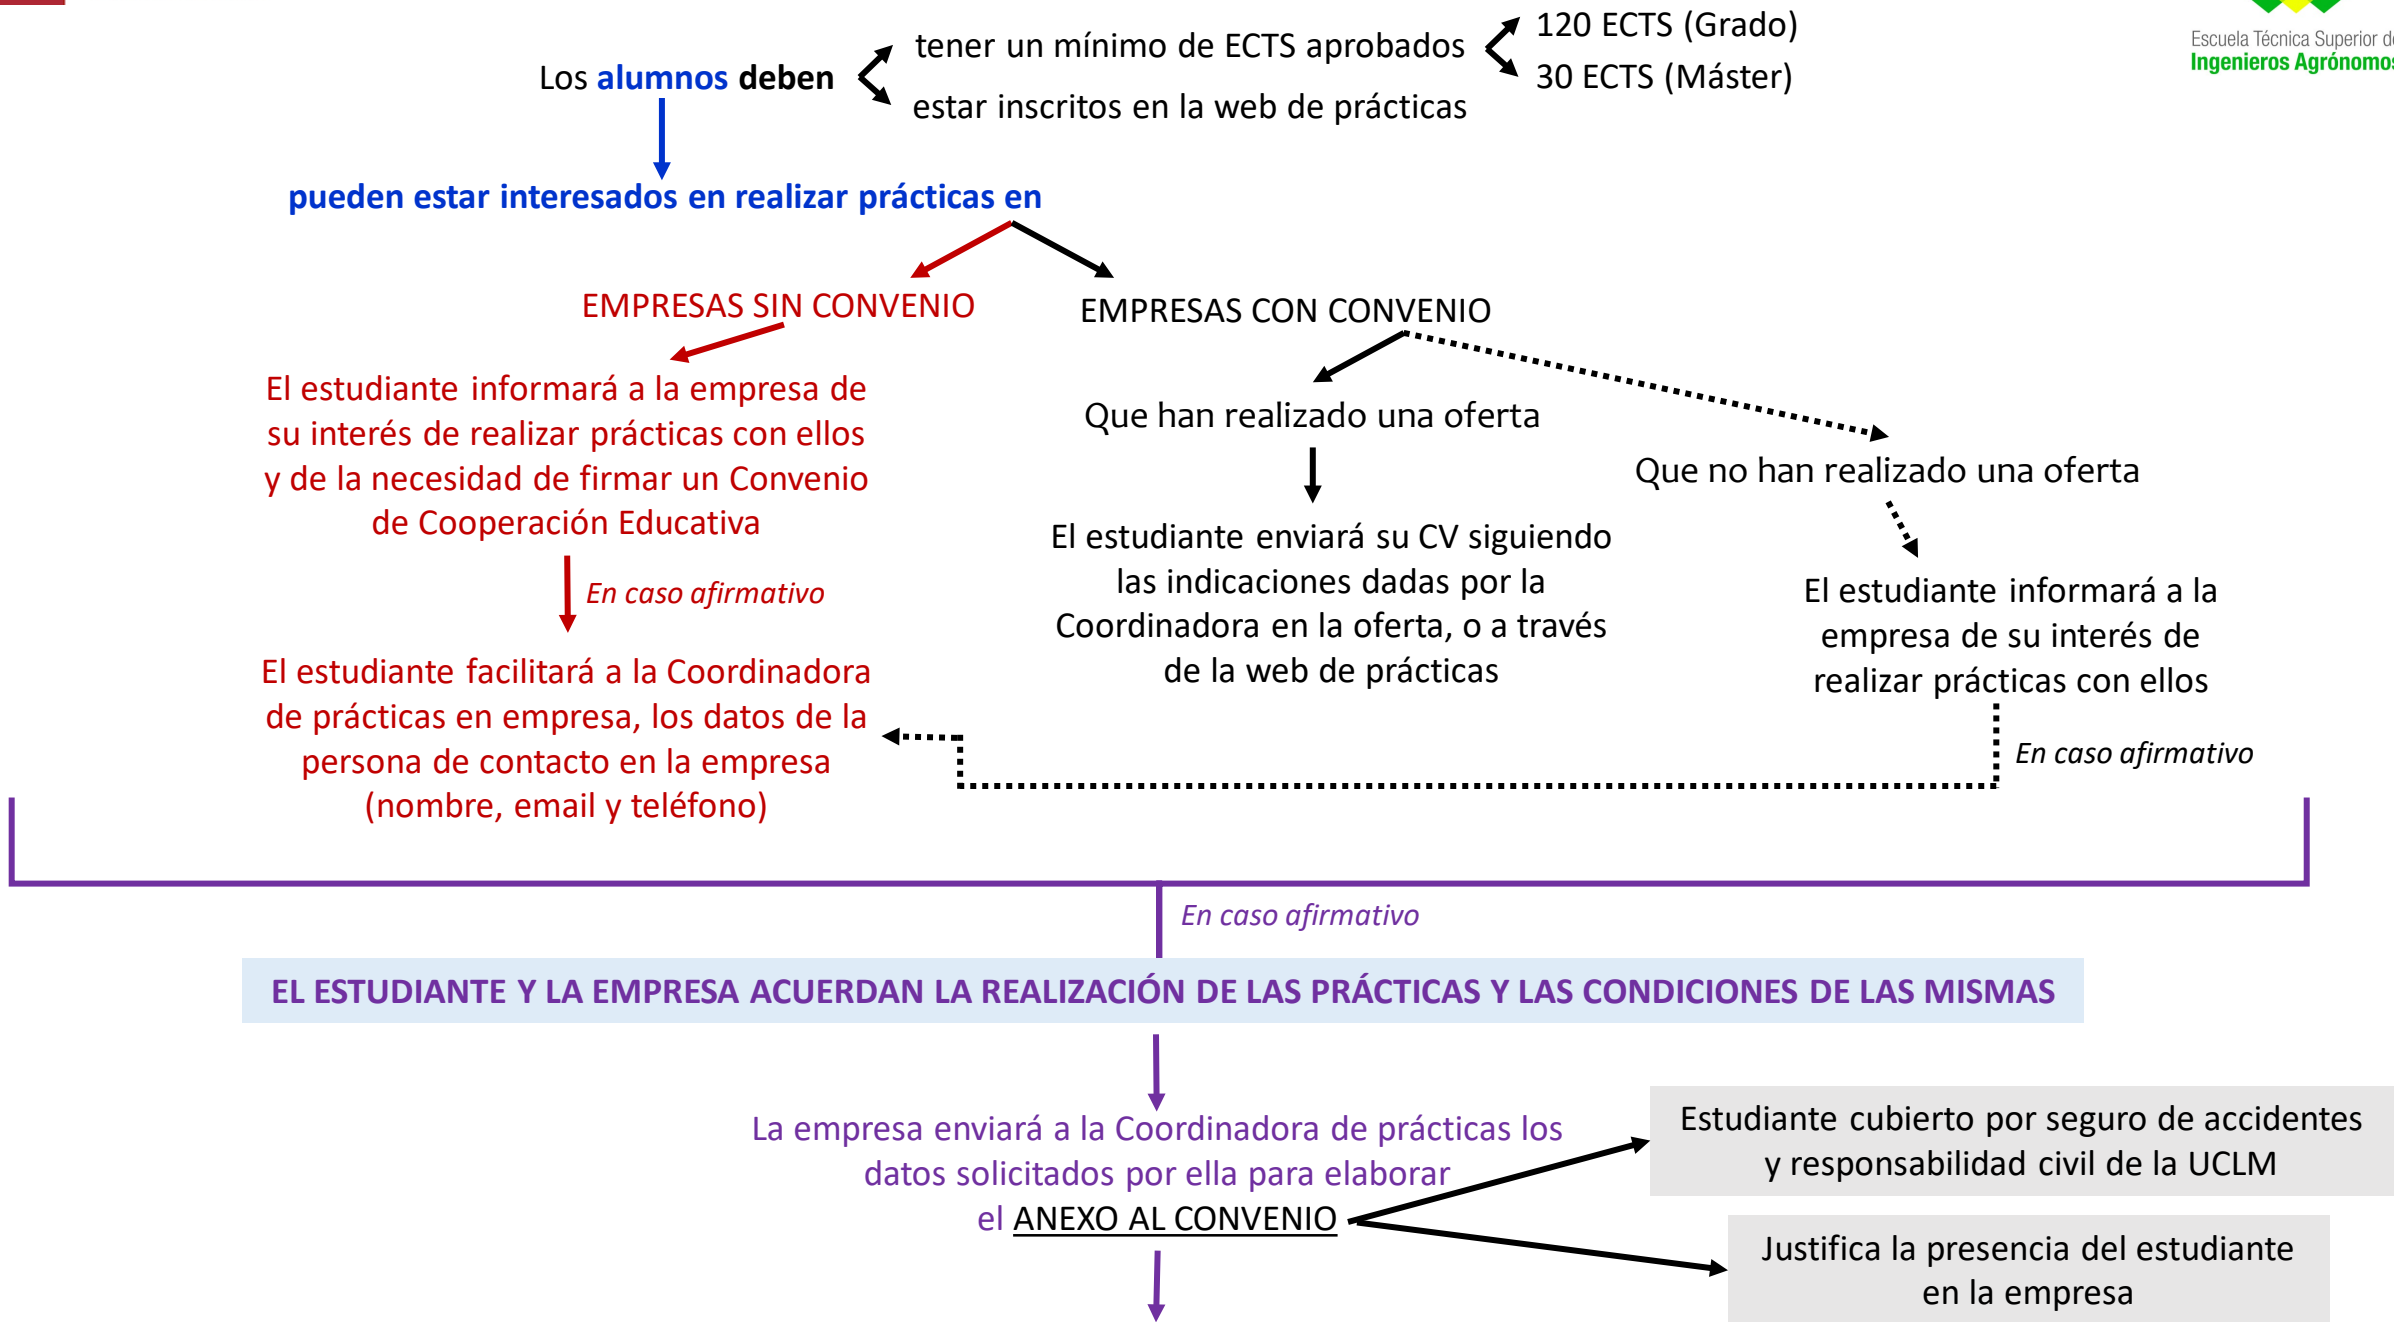 Escuela Técnica Superior de
Ingenieros Agrónomos
Los alumnos deben
tener un mínimo de ECTS aprobados
120 ECTS (Grado)
30 ECTS (Máster)
estar inscritos en la web de prácticas
pueden estar interesados en realizar prácticas en
EMPRESAS SIN CONVENIO
El estudiante informará a la empresa de
su interés de realizar prácticas con ellos
y de la necesidad de firmar un Convenio
de Cooperación Educativa
En caso afirmativo
El estudiante facilitará a la Coordinadora
de prácticas en empresa, los datos de la
persona de contacto en la empresa
(nombre, email y teléfono)
EMPRESAS CON CONVENIO
Que han realizado una oferta
El estudiante enviará su CV siguiendo
las indicaciones dadas por la
Coordinadora en la oferta, o a través
de la web de prácticas
Que no han realizado una oferta
El estudiante informará a la
empresa de su interés de
realizar prácticas con ellos
En caso afirmativo
En caso afirmativo
EL ESTUDIANTE Y LA EMPRESA ACUERDAN LA REALIZACIÓN DE LAS PRÁCTICAS Y LAS CONDICIONES DE LAS MISMAS
La empresa enviará a la Coordinadora de prácticas los
datos solicitados por ella para elaborar
el ANEXO AL CONVENIO
Estudiante cubierto por seguro de accidentes
y responsabilidad civil de la UCLM
Justifica la presencia del estudiante
en la empresa